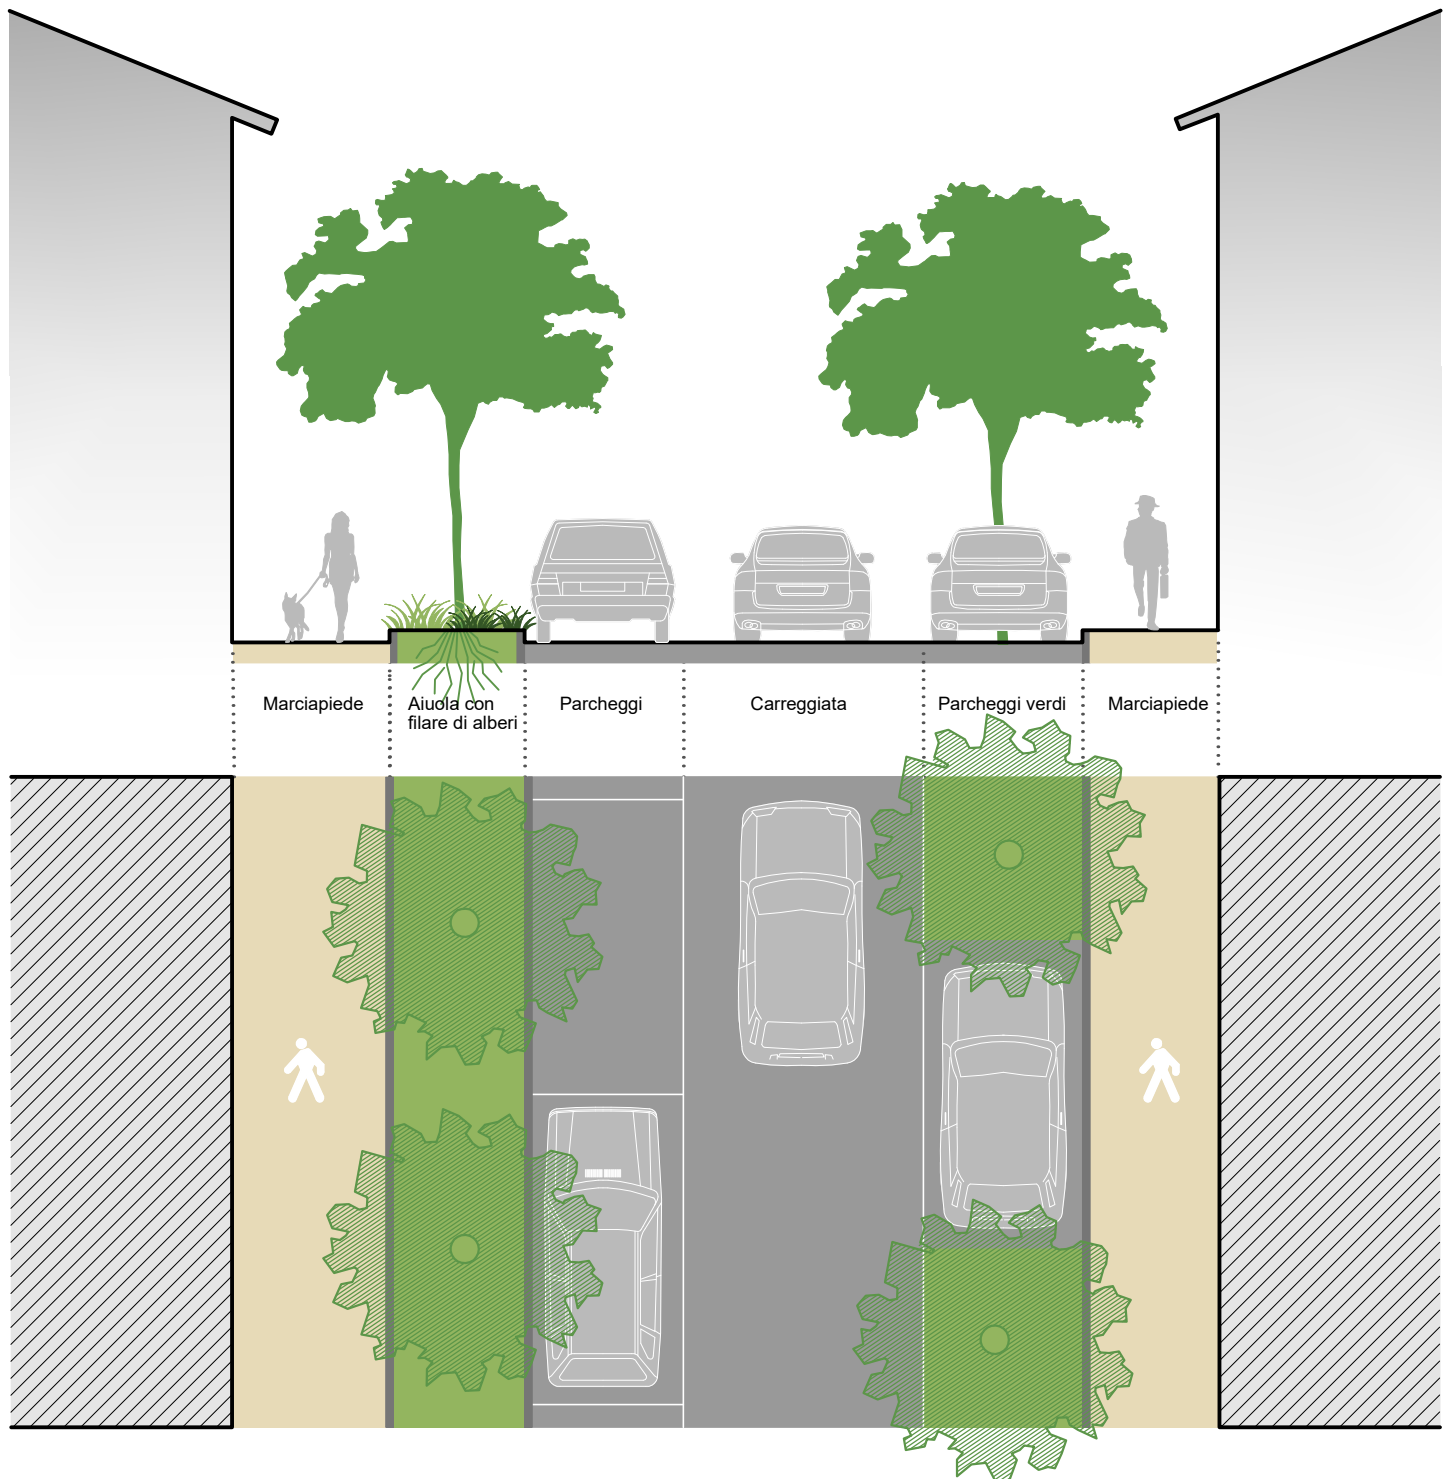 Marciapiede
Aiuola con
filare di alberi
Parcheggi
Carreggiata
Parcheggi verdi
Marciapiede